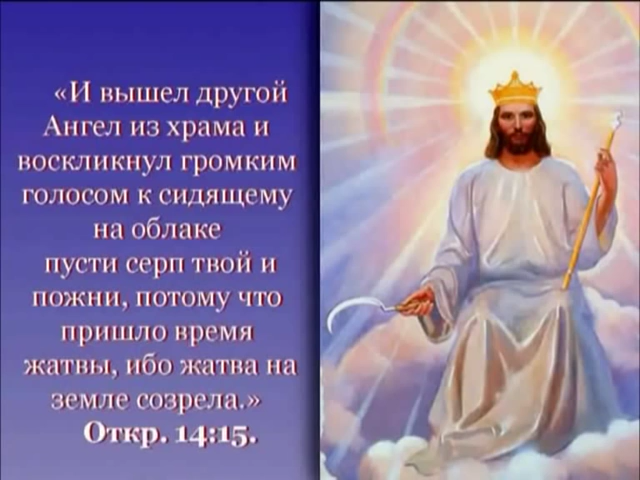 «И вышел другой
Ангел из храма и
воскликнул громким
голосом к сидящему
на облаке
пусти серп твой и
пожни, потому что
пришло время
жатвы, ибо жатва на
земле созрела.»
Откр. 14:15.